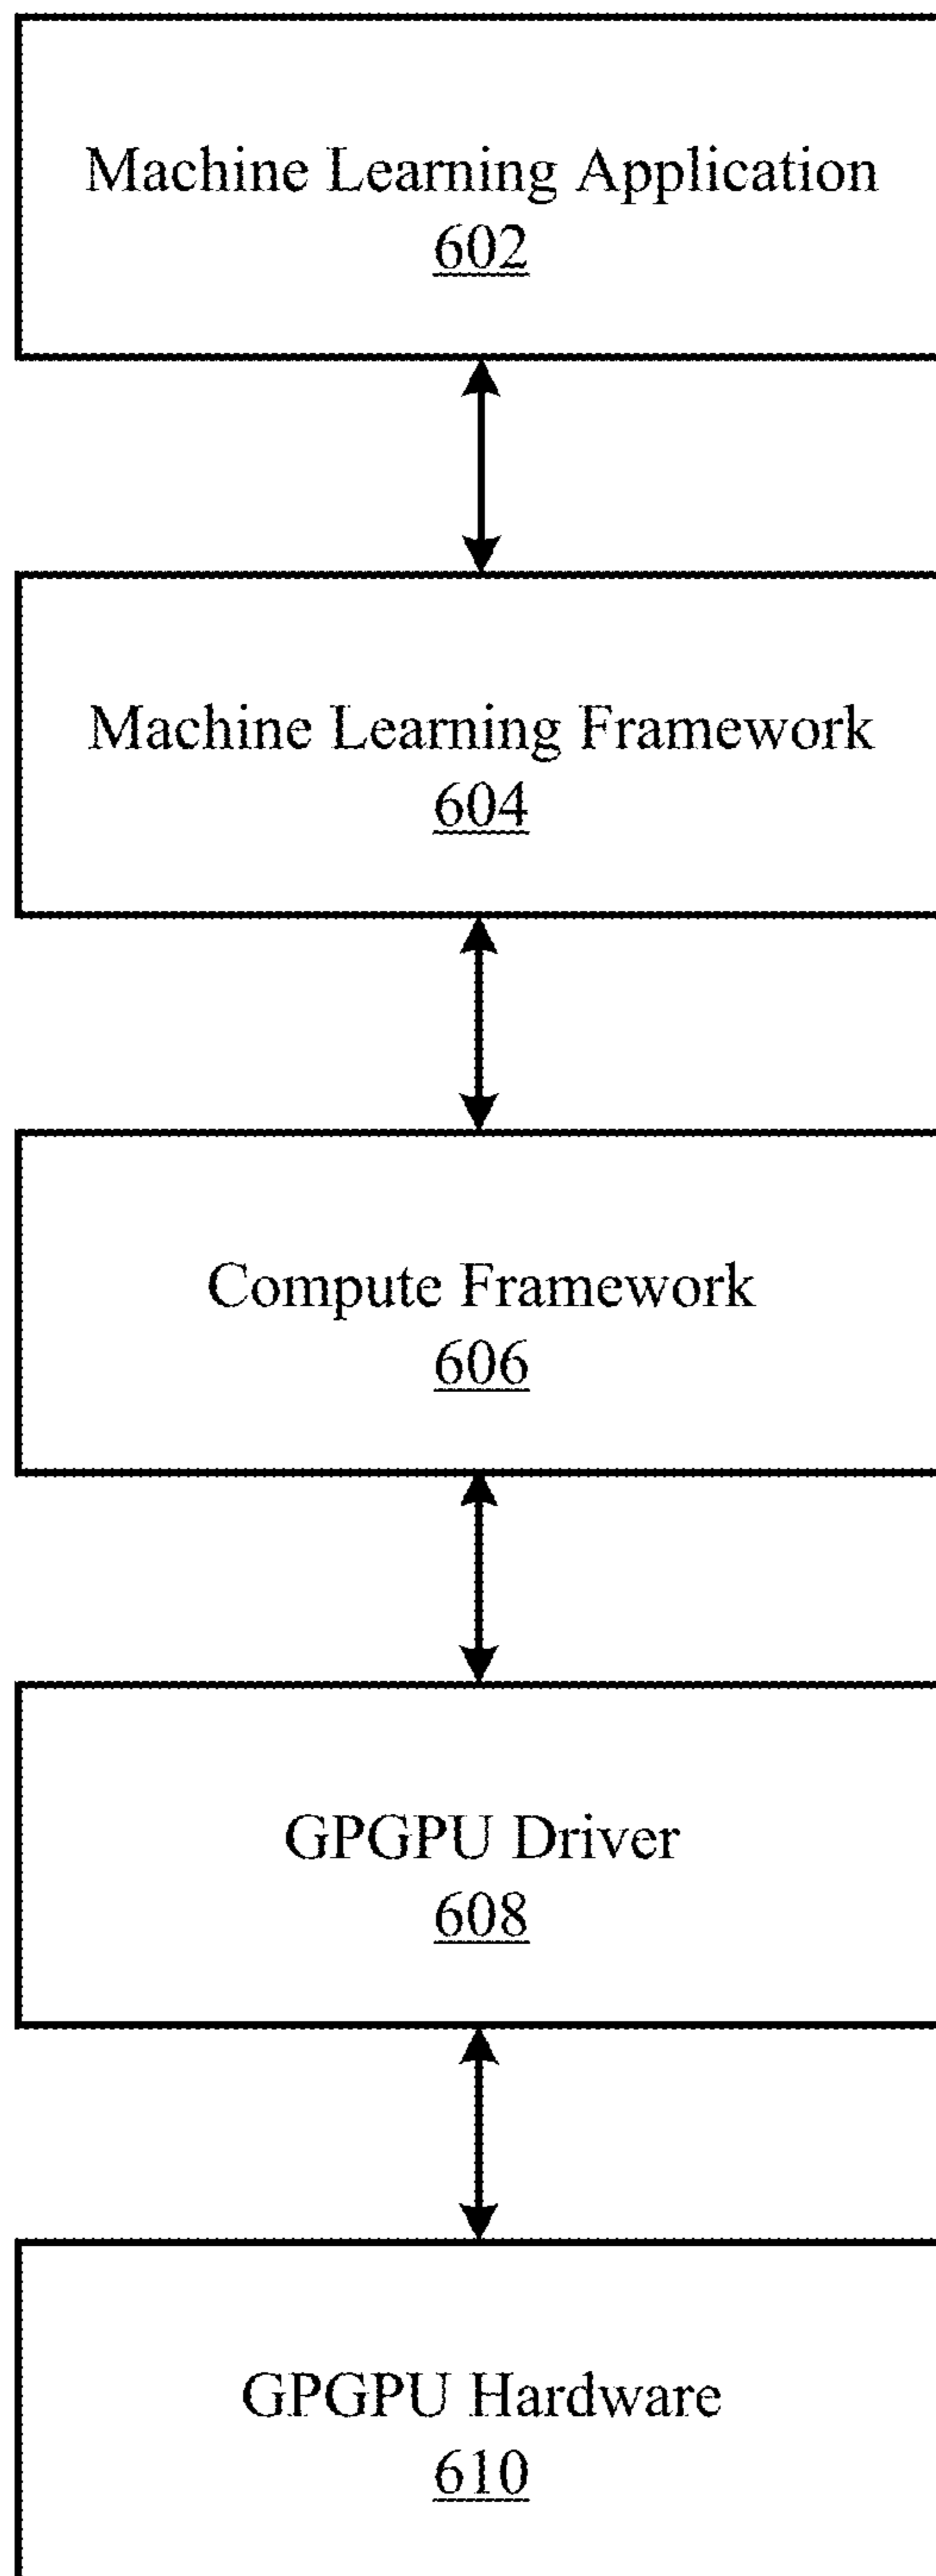 Machine Learning Application
602
Machine Learning Framework
604
Compute Framework
606
GPGPU Driver
608
GPGPU Hardware
610